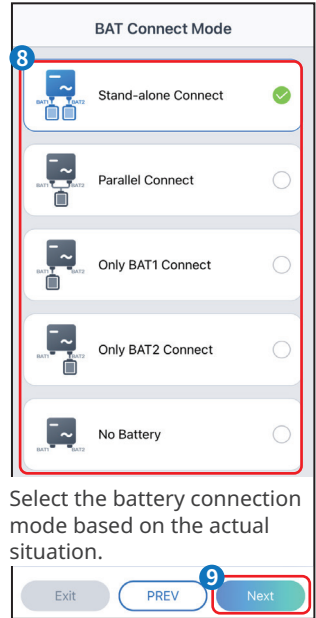 BAT Connect Mode
8
BAT1 BAT2
Stand-alone Connect
BAT1 BAT2
Parallel Connect
BAT1 BAT2
Only BAT1 Connect
BAT1 BAT2
Only BAT2 Connect
BAT1 BAT2
No Battery
Select the battery connection
mode based on the actual
situation.
9
Exit PREV Next